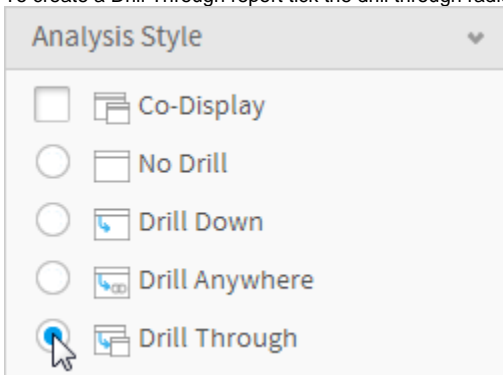 To create a Drill Through report tick the drill through radi
Analysis Style
Co-Display
No Drill
Drill Down
Drill Anywhere
Drill Through